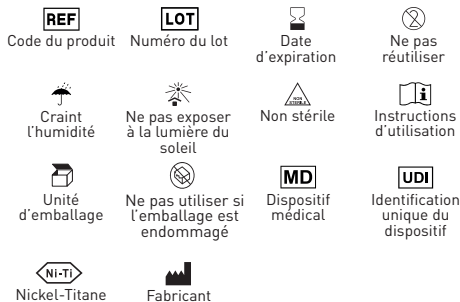 REF
Code du produit
LOT
Numéro du lot
Date
d'expiration
2
Ne pas
réutiliser
Craint
l'humidité
Ne pas exposer
à la lumière du
soleil
NON
STERILE
Non stérile
i
Instructions
d'utilisation
Unité
d'emballage
Ne pas utiliser si
l'emballage est
endommagé
MD
Dispositif
médical
UDI
Identification
unique du
dispositif
Ni-Ti
Nickel-Titane
Fabricant